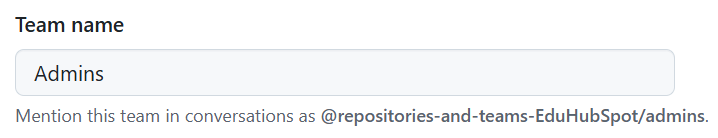 Team name
Admins
Mention this team in conversations as @repositories-and-teams-EduHubSpot/admins.